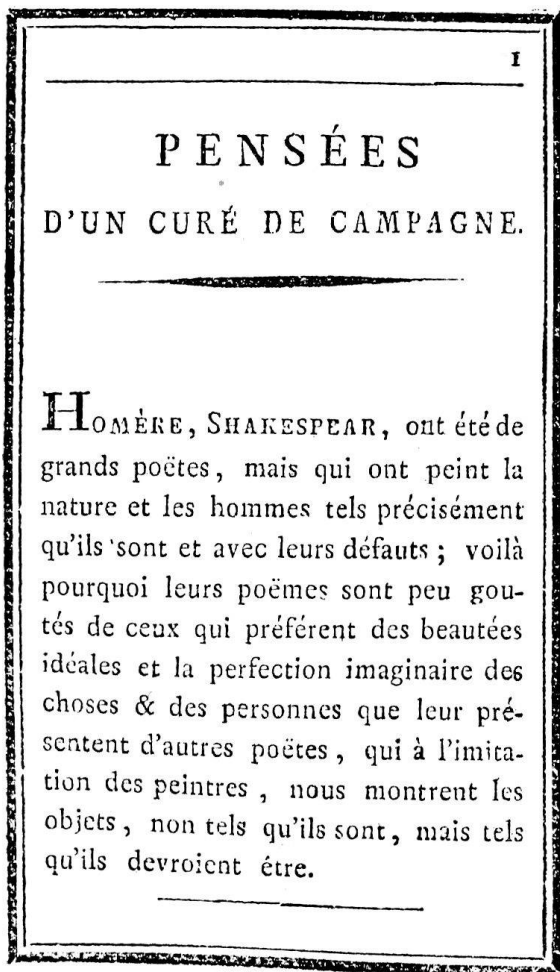 1
PENSÉES
D'UN CURÉ DE CAMPAGNE.
HOMÈRE, SHAKESPEAR, ont été de
grands poëtes, mais qui ont peint la
nature et les hommes tels précisément
qu'ils sont et avec leurs défauts ; voilà
pourquoi leurs poëmes sont peu gou-
tés de ceux qui préférent des beautées
idéales et la perfection imaginaire des
choses & des personnes que leur pré-
sentent d'autres poëtes, qui à l'imita-
tion des peintres, nous montrent les
objets, non tels qu'ils sont, mais tels
qu'ils devroient étre.